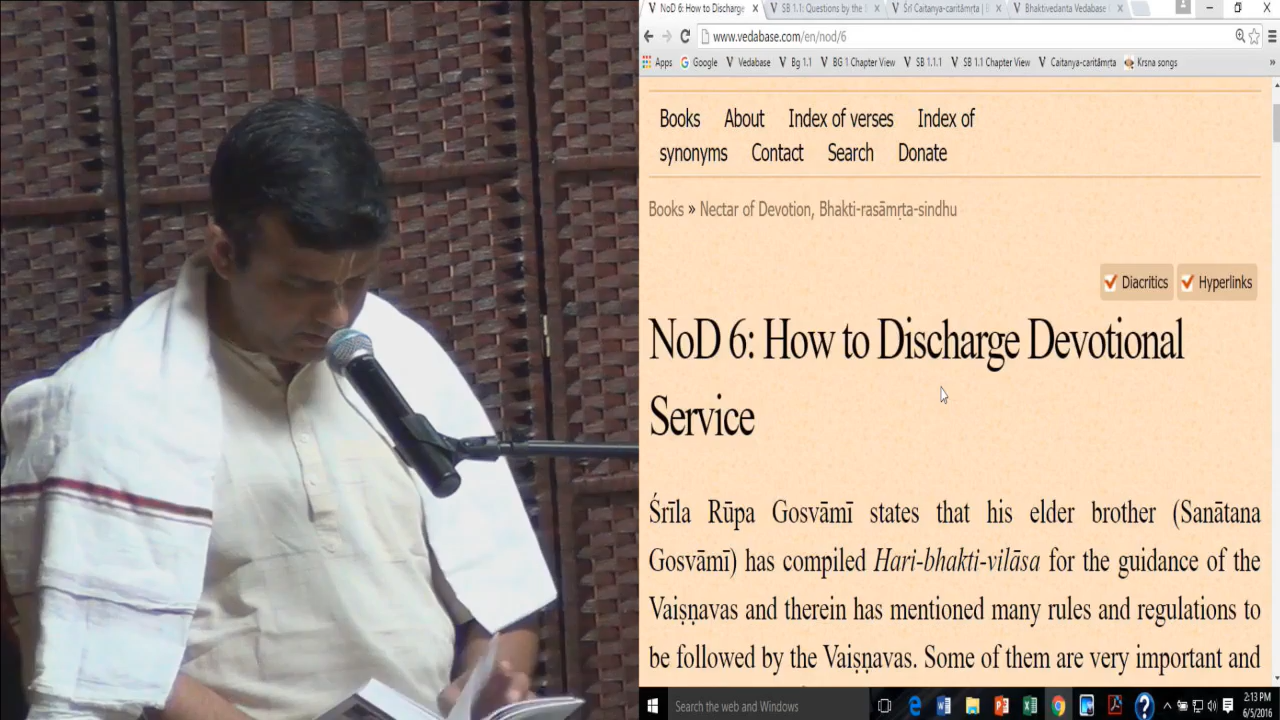 NoD 6: How to Discharge
SB 1.1: Questions by the
Śrī Caitanya-caritāmṛta | B
Bhaktivedanta Vedabase
www.vedabase.com/en/nod/6
Apps Google Vedabase Bg 1.1 BG 1 Chapter View SB 1.1.1 SB 1.1 Chapter View Caitanya-caritāmṛta Krsna songs »
Books About Index of verses Index of
synonyms Contact Search Donate
Books » Nectar of Devotion, Bhakti-rasāmṛta-sindhu
Diacritics Hyperlinks
NoD 6: How to Discharge Devotional
Service
Śrīla Rūpa Gosvāmī states that his elder brother (Sanātana
Gosvāmī) has compiled Hari-bhakti-vilāsa for the guidance of the
Vaiṣṇavas and therein has mentioned many rules and regulations to
be followed by the Vaiṣṇavas. Some of them are very important and
Search the web and Windows
2:13 PM
6/5/2016